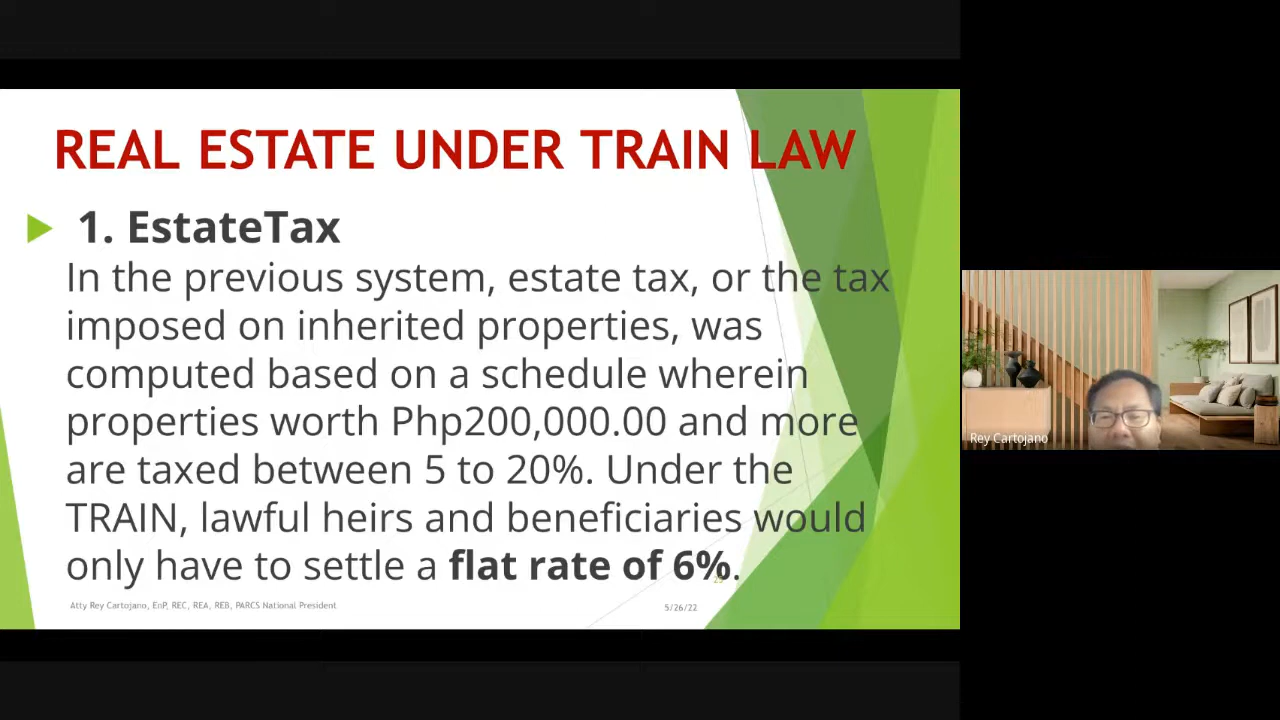 REAL ESTATE UNDER TRAIN LAW
1. EstateTax
In the previous system, estate tax, or the tax
imposed on inherited properties, was
computed based on a schedule wherein
properties worth Php200,000.00 and more
are taxed between 5 to 20%. Under the
TRAIN, lawful heirs and beneficiaries would
only have to settle a flat rate of 6%.
Atty Rey Cartojano, EnP, REC, REA, REB, PARCS National President
5/26/22
Rey Cartojano